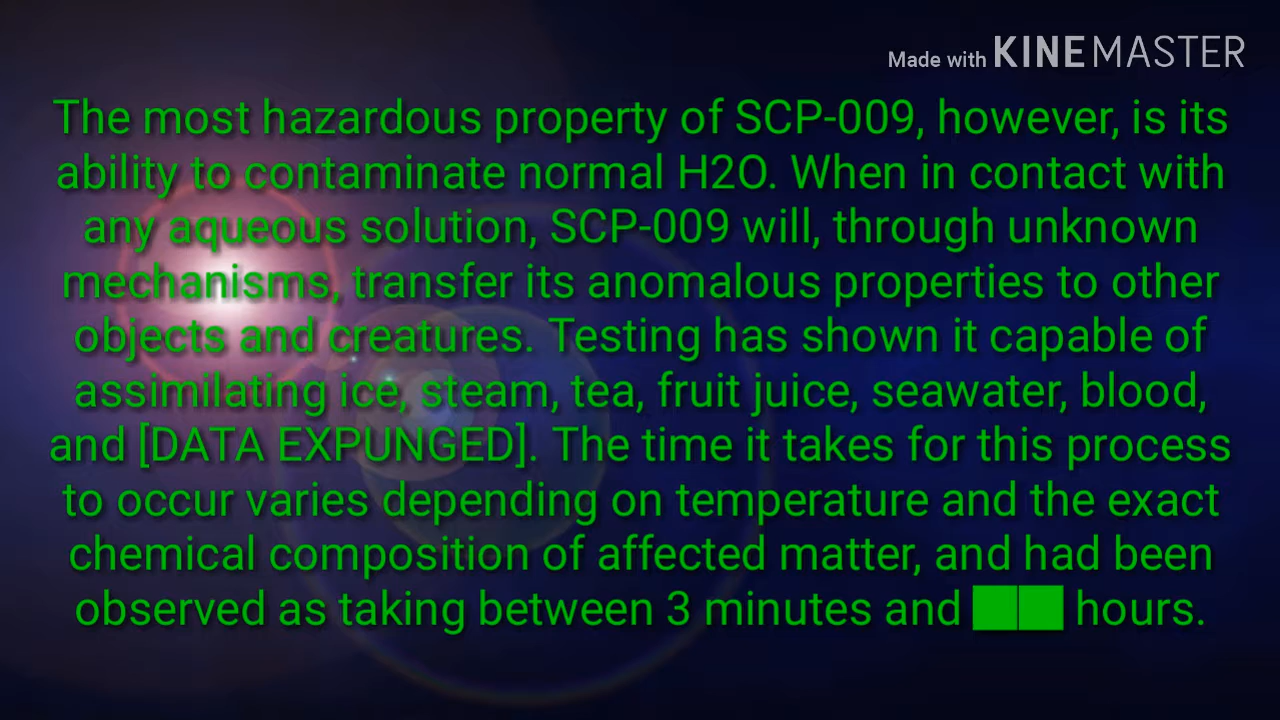 Made with KINEMASTER
The most hazardous property of SCP-009, however, is its
ability to contaminate normal H2O. When in contact with
any aqueous solution, SCP-009 will, through unknown
mechanisms, transfer its anomalous properties to other
objects and creatures. Testing has shown it capable of
assimilating ice, steam, tea, fruit juice, seawater, blood,
and [DATA EXPUNGED]. The time it takes for this process
to occur varies depending on temperature and the exact
chemical composition of affected matter, and had been
observed as taking between 3 minutes and ██ hours.